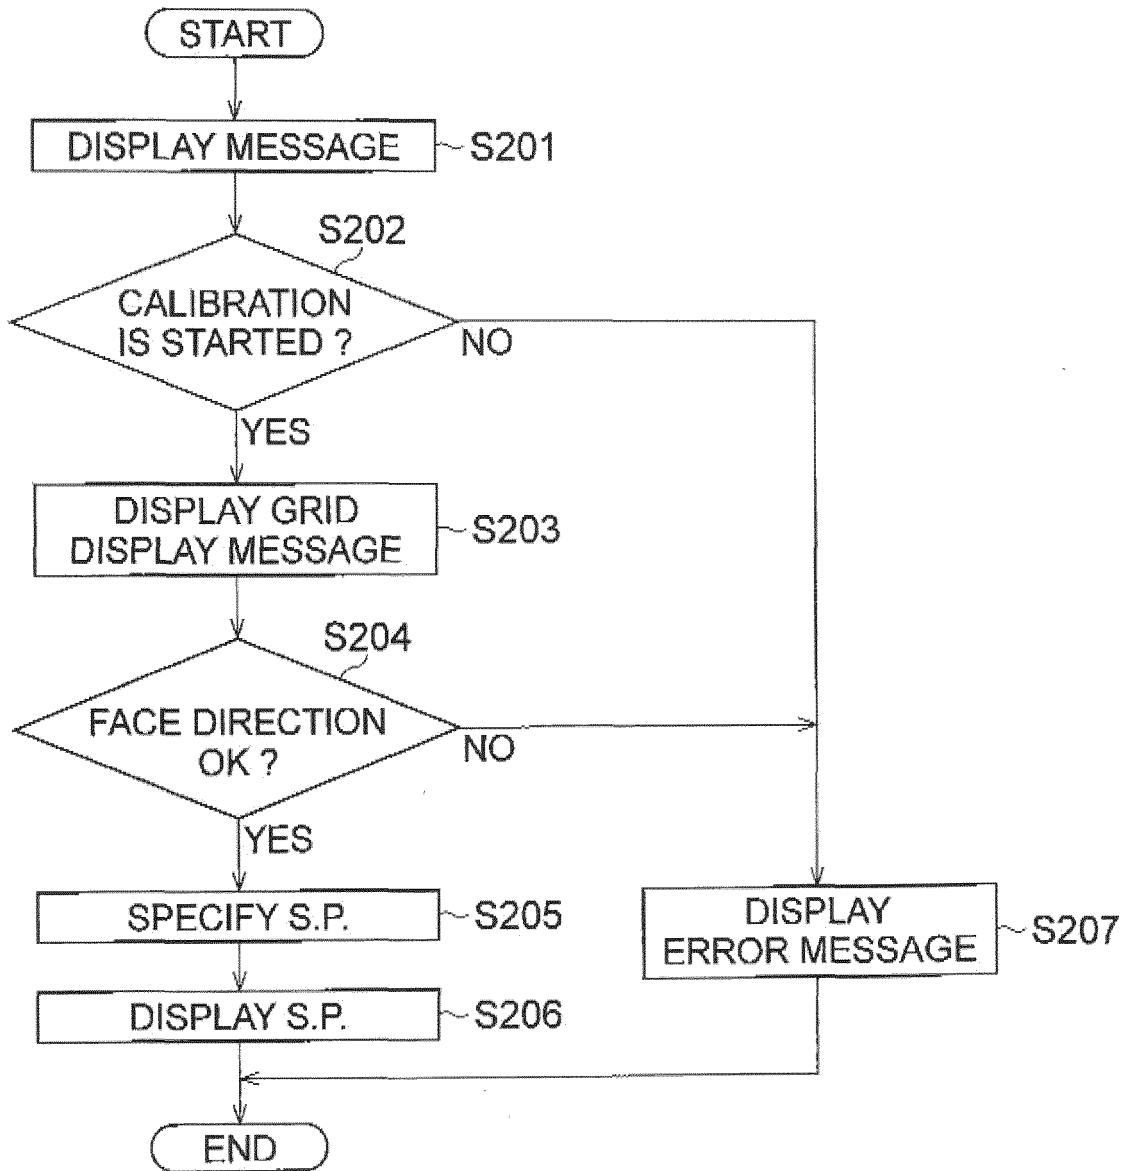 START
DISPLAY MESSAGE
S201
S202
CALIBRATION
IS STARTED ?
NO
YES
DISPLAY GRID
DISPLAY MESSAGE
S203
S204
FACE DIRECTION
OK ?
NO
YES
SPECIFY S.P.
S205
DISPLAY
ERROR MESSAGE
S207
DISPLAY S.P.
S206
END